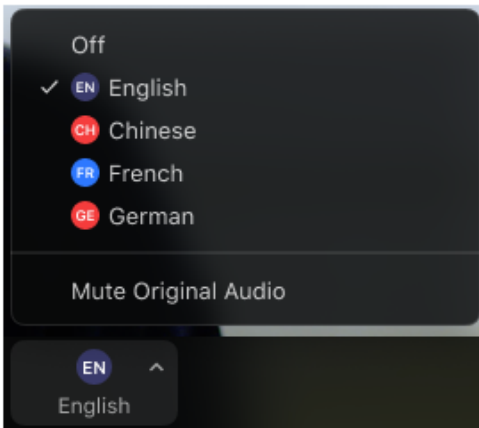 Off
EN English
CH Chinese
FR French
GE German
Mute Original Audio
EN
English